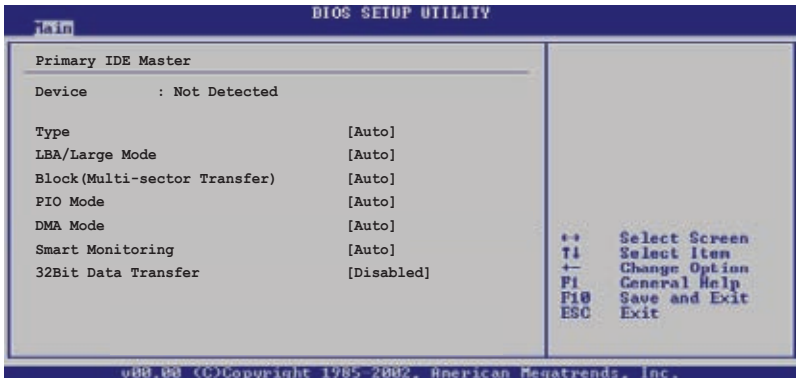 BIOS SETUP UTILITY
Main
Primary IDE Master
Device : Not Detected
Type [Auto]
LBA/Large Mode [Auto]
Block(Multi-sector Transfer) [Auto]
PIO Mode [Auto]
DMA Mode [Auto]
Smart Monitoring [Auto]
32Bit Data Transfer [Disabled]
←→ Select Screen
↑↓ Select Item
+- Change Option
F1 General Help
F10 Save and Exit
ESC Exit
v00.00 (C)Copyright 1985-2002, American Megatrends, Inc.